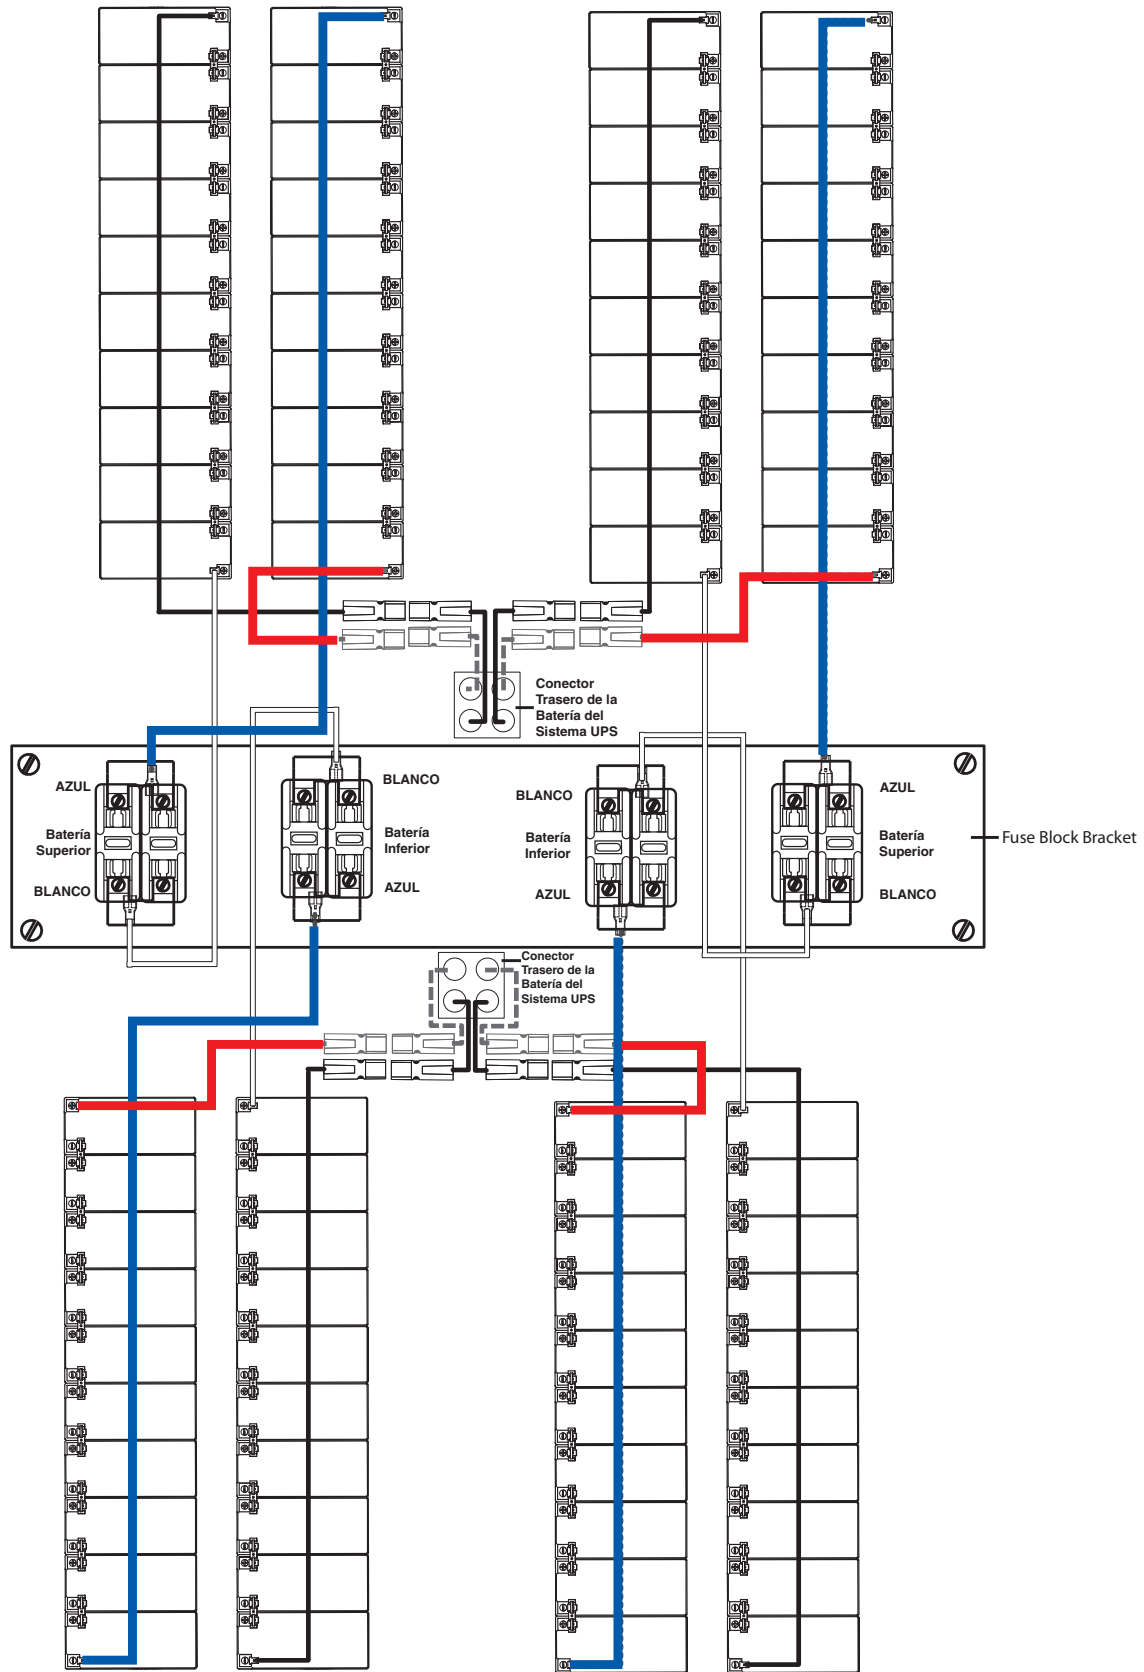 Conector
Trasero de la
Batería del
Sistema UPS
AZUL
Batería
Superior
BLANCO
BLANCO
Batería
Inferior
AZUL
BLANCO
Batería
Inferior
AZUL
AZUL
Batería
Superior
BLANCO
Fuse Block Bracket
Conector
Trasero de la
Batería del
Sistema UPS